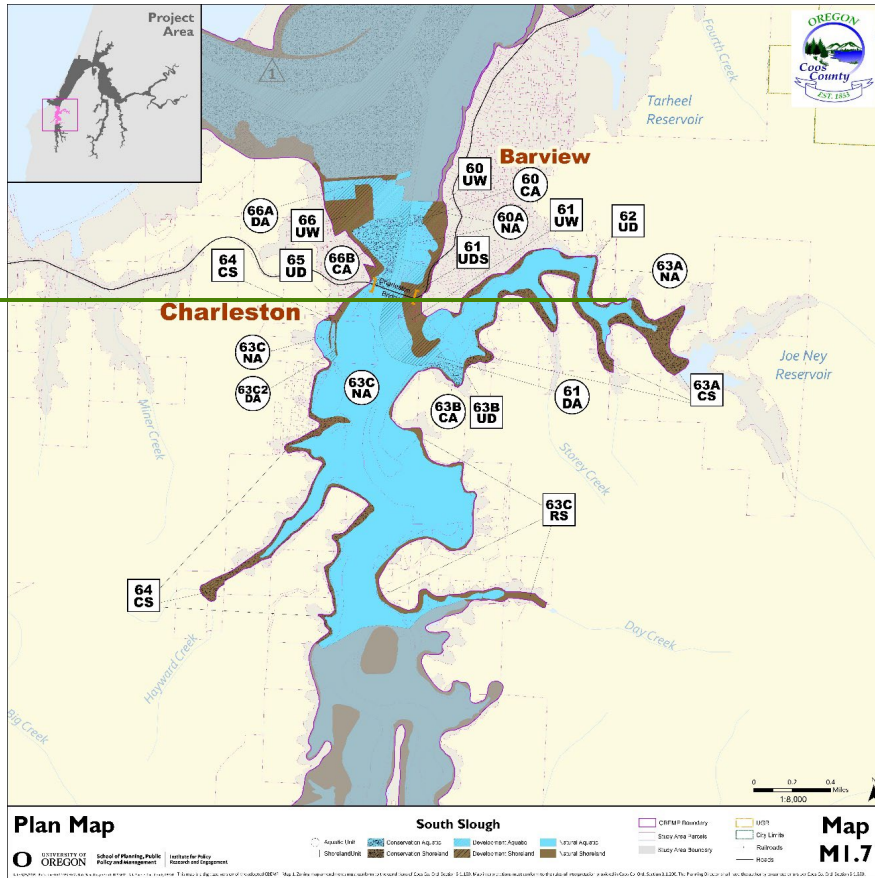 Project
Area
OREGON
Coos
County
EST. 1853
Fourth Creek
Tarheel
Reservoir
1
Barview
60
UW
60
CA
66A
DA
66
UW
60A
NA
61
UW
62
UD
64
CS
65
UD
66B
CA
61
UDS
63A
NA
Charleston
Charleston
63C
NA
63C2
DA
63C
NA
63B
CA
63B
UD
61
DA
63A
CS
Joe Ney
Reservoir
Miner Creek
Storey Creek
63C
RS
64
CS
Day Creek
Hayward Creek
Big Creek
0 0.2 0.4
Miles
1:8,000
Plan Map
South Slough
Map
M1.7
UNIVERSITY OF
OREGON
School of Planning, Public
Policy and Management
Institute for Policy
Research and Engagement
Aquatic Unit
Shoreland Unit
Conservation Aquatic
Conservation Shoreland
Development Aquatic
Development Shoreland
Natural Aquatic
Natural Shoreland
CBEMP Boundary
Study Area Parcels
Study Area Boundary
UGB
City Limits
Railroads
Roads